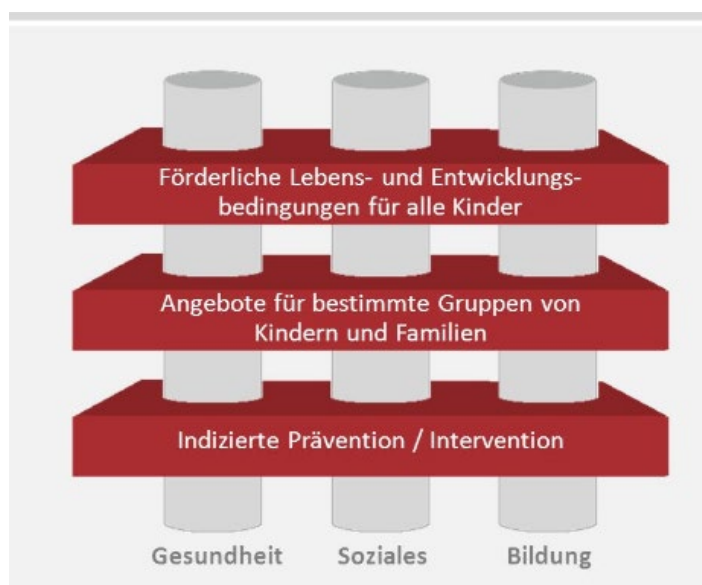 Förderliche Lebens- und Entwicklungs-
bedingungen für alle Kinder
Angebote für bestimmte Gruppen von
Kindern und Familien
Indizierte Prävention / Intervention
Gesundheit Soziales Bildung